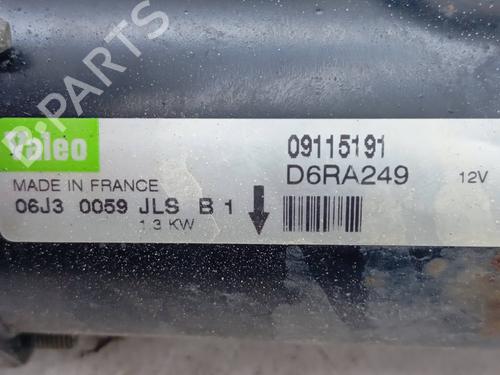 B-PARTS
Valeo
09115191
D6RA249
12V
MADE IN FRANCE
06J3 0059 JLS B 1
1.3 KW